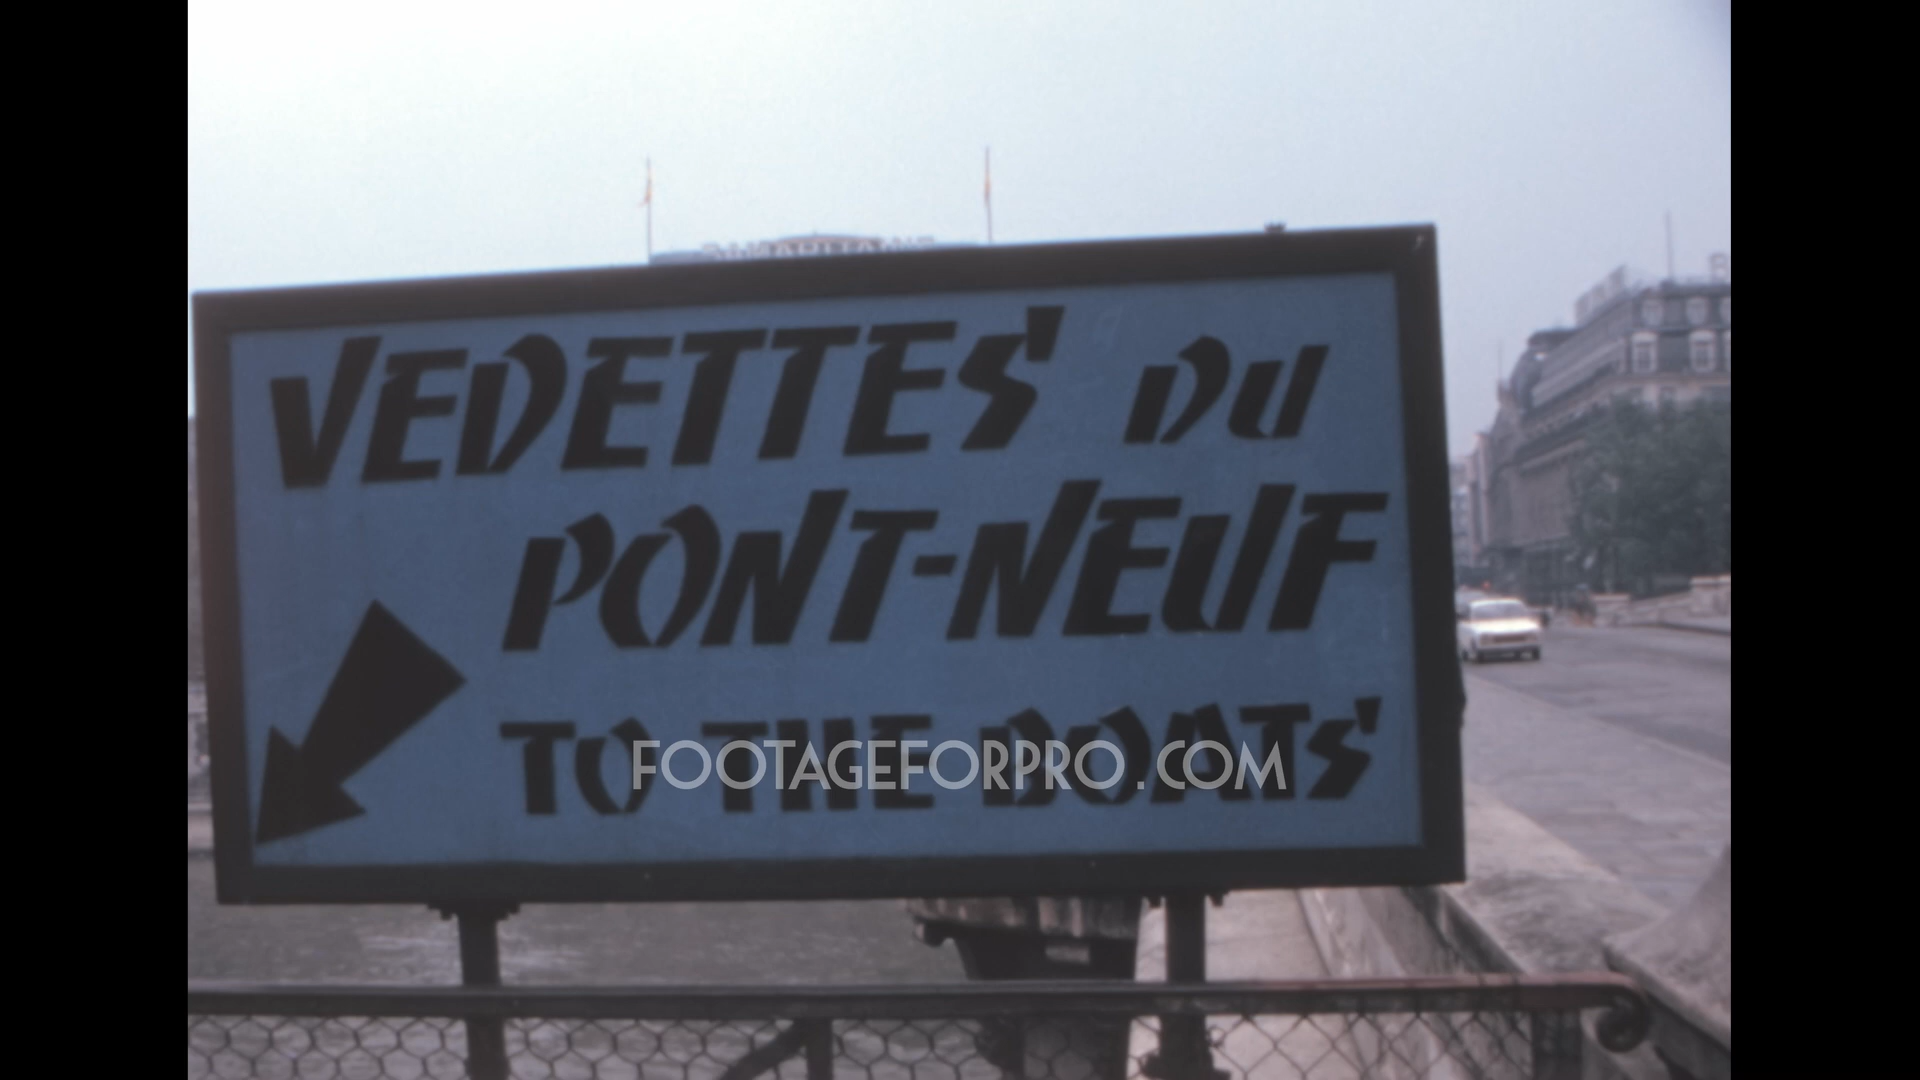 VEDETTES DU
PONT-NEUF
TO THE BOATS
FOOTAGEFORPRO.COM